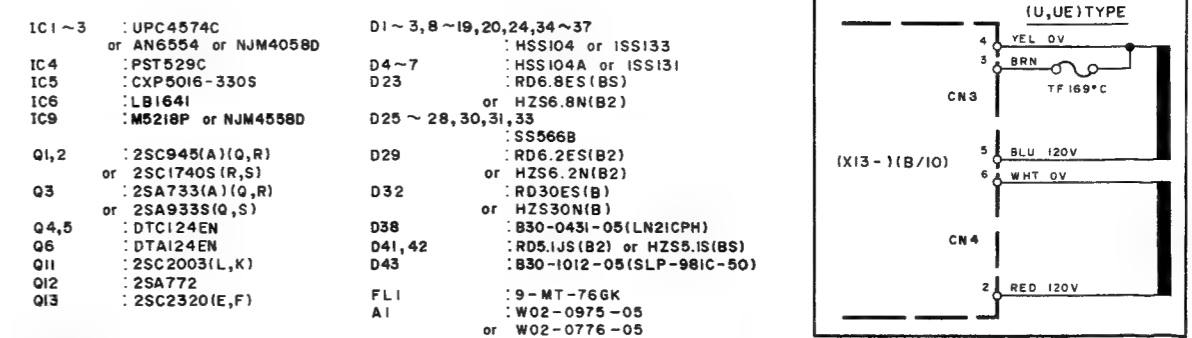 IC1~3 : UPC4574C
or AN6554 or NJM4058D
IC4 : PST529C
IC5 : CXP5016-330S
IC6 : LB1641
IC9 : M5218P or NJM4558D
Q1,2 : 2SC945(A)(Q,R)
or 2SC1740S(R,S)
Q3 : 2SA733(A)(Q,R)
or 2SA933S(Q,S)
Q4,5 : DTC124EN
Q6 : DTA124EN
Q11 : 2SC2003(L,K)
Q12 : 2SA772
Q13 : 2SC2320(E,F)
D1~3,8~19,20,24,34~37
: HSS104 or 1SS133
D4~7 : HSS104A or 1SS131
D23 : RD6.8ES(BS)
or HZS6.8N(B2)
D25~28,30,31,33
: SS566B
D29 : RD6.2ES(B2)
or HZS6.2N(B2)
D32 : RD30ES(B)
or HZS30N(B)
D38 : B30-0431-05(LN21CPH)
D41,42 : RD5.1JS(B2) or HZS5.1S(BS)
D43 : B30-1012-05(SLP-981C-50)
FL1 : 9-MT-76GK
A1 : W02-0975-05
or W02-0776-05
(U,UE)TYPE
4 YEL 0V
3 BRN
TF 169°C
CN3
(X13-)(B/10)
5 BLU 120V
6 WHT 0V
CN4
2 RED 120V